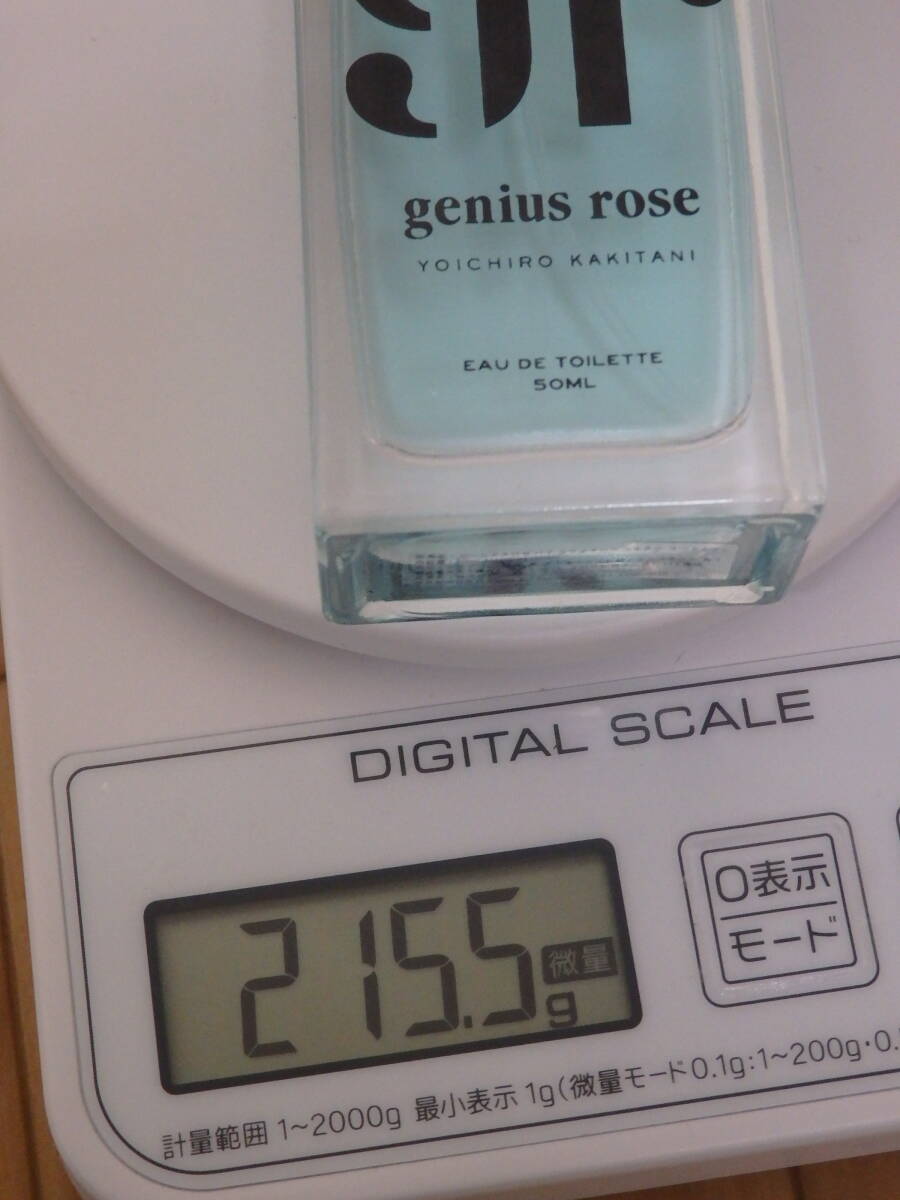 gr
genius rose
YOICHIRO KAKITANI
EAU DE TOILETTE
50ML
DIGITAL SCALE
0表示
モード
215.5
微量
g
計量範囲 1~2000g 最小表示 1g(微量モード0.1g:1~200g・0.